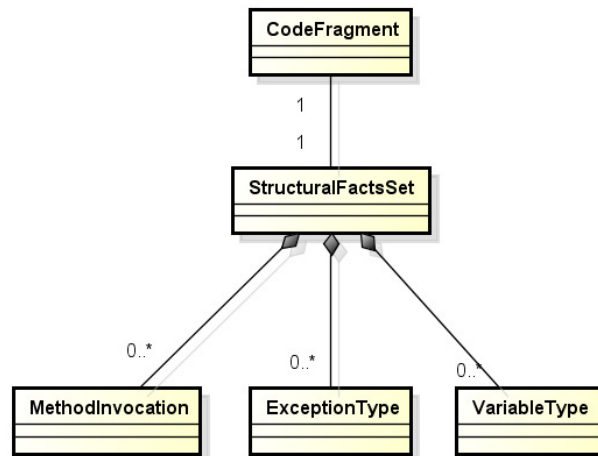 CodeFragment
1
1
StructuralFactsSet
0..*
0..*
0..*
MethodInvocation
ExceptionType
VariableType